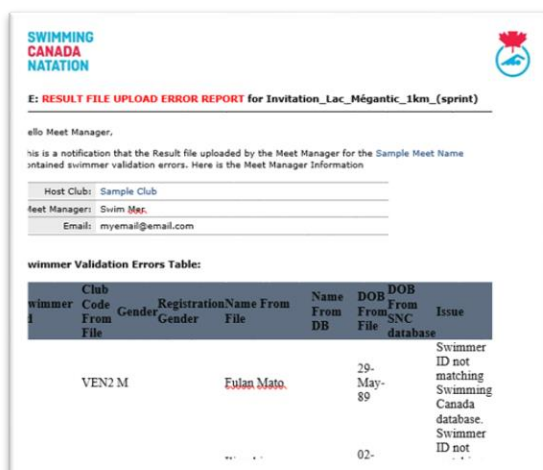 SWIMMING
CANADA
NATATION
E: RESULT FILE UPLOAD ERROR REPORT for Invitation_Lac_Mégantic_1km_(sprint)
ello Meet Manager,
his is a notification that the Result file uploaded by the Meet Manager for the Sample Meet Name
ontained swimmer validation errors. Here is the Meet Manager Information
Host Club: Sample Club
Meet Manager: Swim Mgr.
Email: myemail@email.com
wimmer Validation Errors Table:
wimmer Club Code From File Gender Registration Gender Name From File Name From DB DOB From File DOB From SNC database Issue
VEN2 M Fulan Mato. 29-May-89 Swimmer ID not matching Swimming Canada database.
02- Swimmer ID not